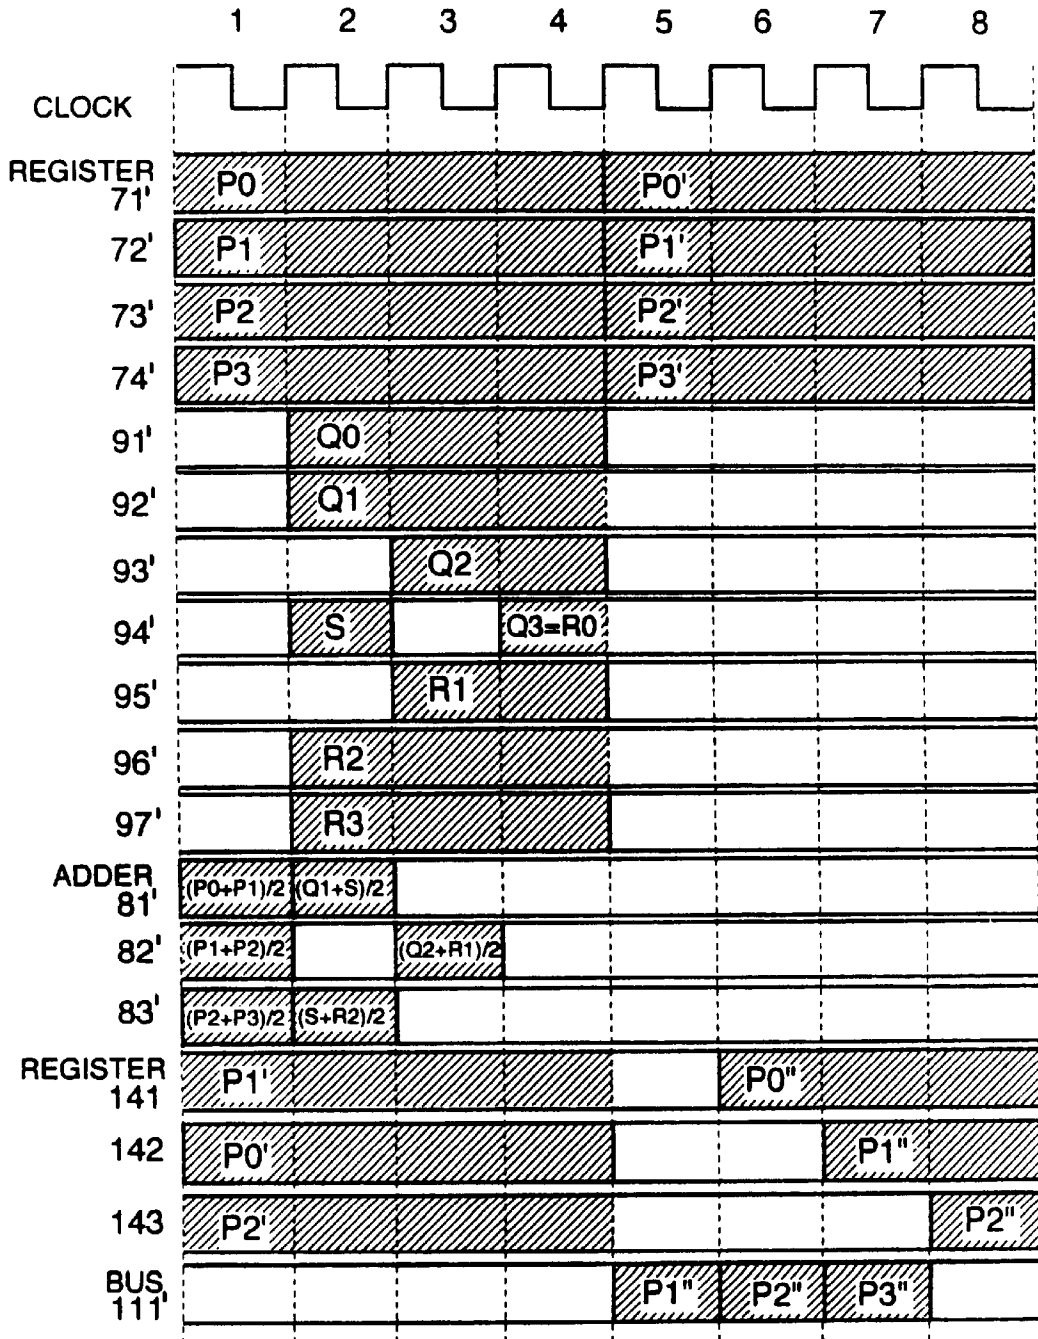 1 2 3 4 5 6 7 8
CLOCK
REGISTER
71' P0 P0'
72' P1 P1'
73' P2 P2'
74' P3 P3'
91' Q0
92' Q1
93' Q2
94' S Q3=R0
95' R1
96' R2
97' R3
ADDER
81' (P0+P1)/2 (Q1+S)/2
82' (P1+P2)/2 (Q2+R1)/2
83' (P2+P3)/2 (S+R2)/2
REGISTER
141 P1' P0"
142 P0' P1"
143 P2' P2"
BUS
111' P1" P2" P3"